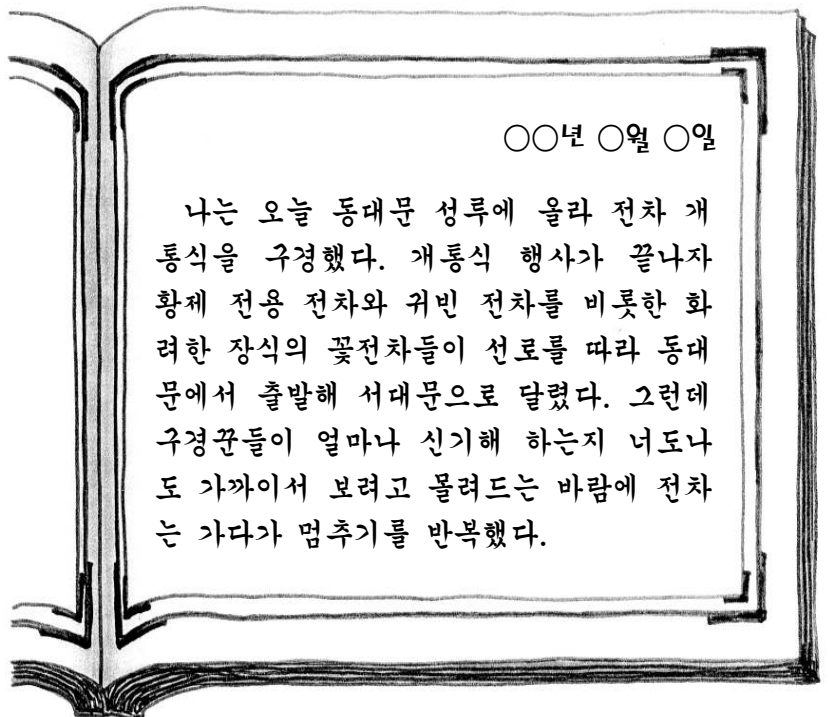 ○○년 ○월 ○일
나는 오늘 동대문 성루에 올라 전차 개
통식을 구경했다. 개통식 행사가 끝나자
황제 전용 전차와 귀빈 전차를 비롯한 화
려한 장식의 꽃전차들이 선로를 따라 동대
문에서 출발해 서대문으로 달렸다. 그런데
구경꾼들이 얼마나 신기해 하는지 너도나
도 가까이서 보려고 몰려드는 바람에 전차
는 가다가 멈추기를 반복했다.